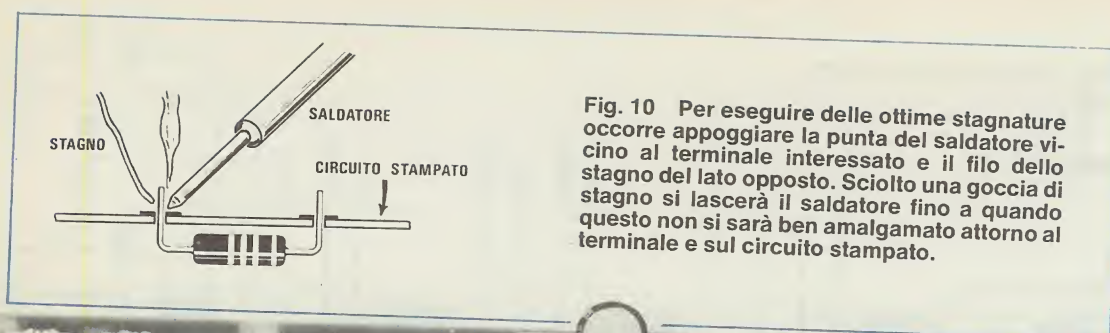 STAGNO
SALDATORE
CIRCUITO STAMPATO
Fig. 10 Per eseguire delle ottime stagnature
occorre appoggiare la punta del saldatore vi-
cino al terminale interessato e il filo dello
stagno del lato opposto. Sciolto una goccia di
stagno si lascerà il saldatore fino a quando
questo non si sarà ben amalgamato attorno al
terminale e sul circuito stampato.